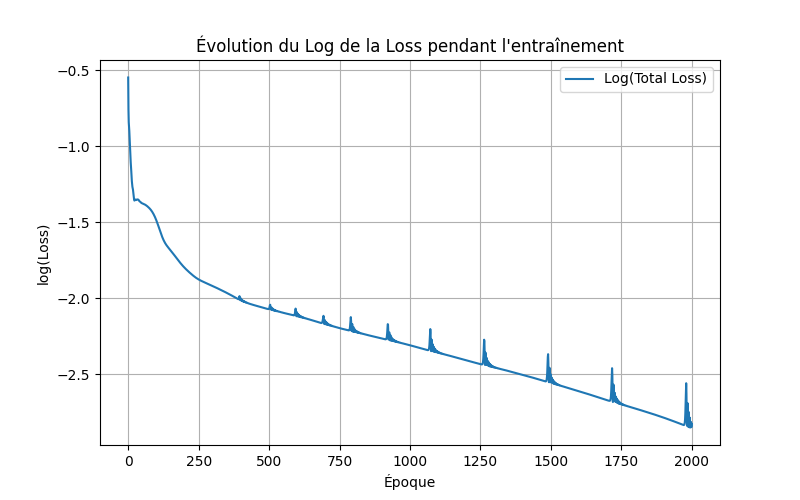 Évolution du Log de la Loss pendant l'entraînement
Log(Total Loss)
−0.5
−1.0
−1.5
−2.0
−2.5
log(Loss)
0 250 500 750 1000 1250 1500 1750 2000
Époque